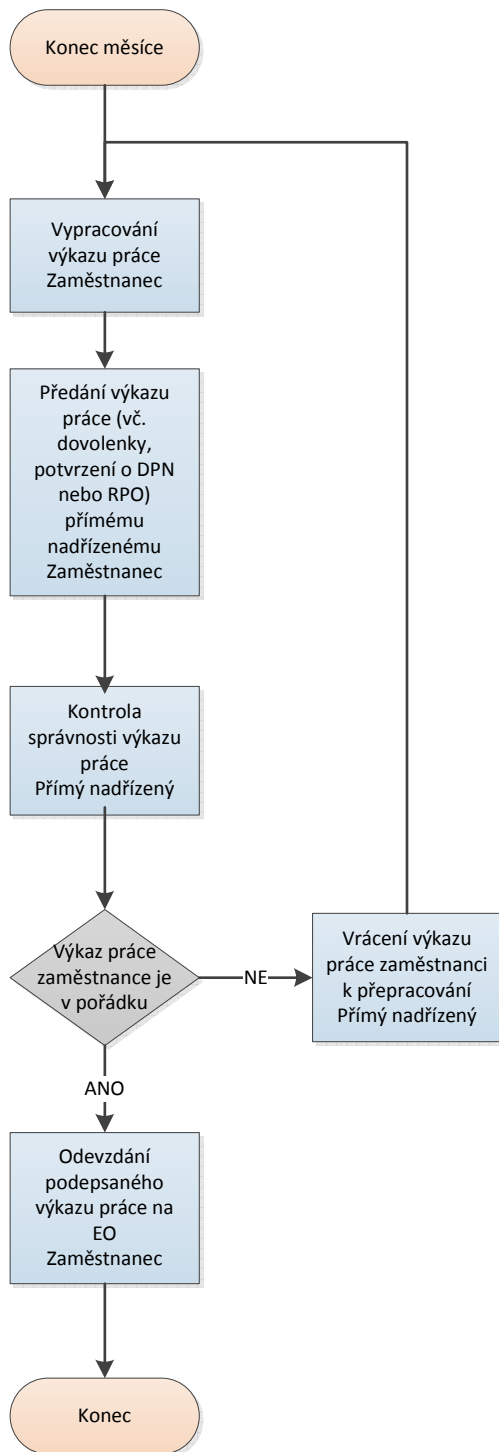 Konec měsíce
Vypracování
výkazu práce
Zaměstnanec
Předání výkazu
práce (vč.
dovolenky,
potvrzení o DPN
nebo RPO)
přímému
nadřízenému
Zaměstnanec
Kontrola
správnosti výkazu
práce
Přímý nadřízený
Výkaz práce
zaměstnance je
v pořádku
NE
Vrácení výkazu
práce zaměstnanci
k přepracování
Přímý nadřízený
ANO
Odevzdání
podepsaného
výkazu práce na
EO
Zaměstnanec
Konec